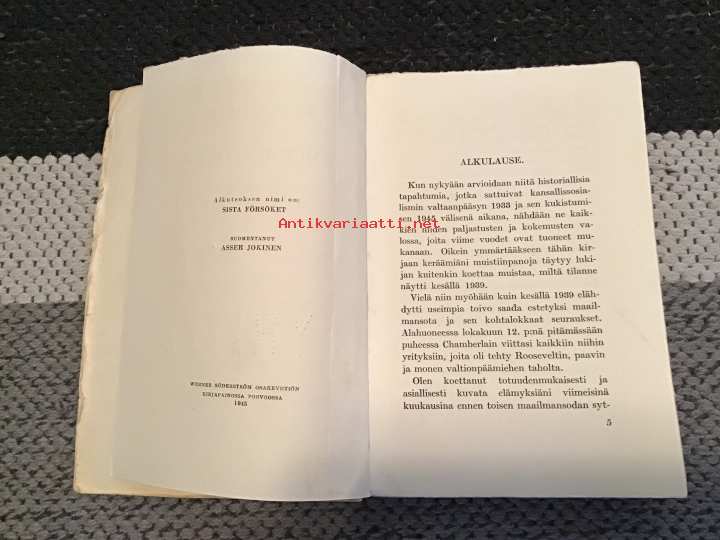 Alkuteoksen nimi on:
SISTA FÖRSÖKET
SUOMENTANUT
ASSER JOKINEN
WERNER SÖDERSTRÖM OSAKEYHTIÖN
KIRJAPAINOSSA PORVOOSSA
1945
Antikvariaatti.net
ALKULAUSE.
Kun nykyään arvioidaan niitä historiallisia
tapahtumia, jotka sattuivat kansallissosia-
lismin valtaanpääsyn 1933 ja sen kukistumi-
sen 1945 välisenä aikana, nähdään ne kaik-
kien niiden paljastusten ja kokemusten va-
lossa, joita viime vuodet ovat tuoneet mu-
kanaan. Oikein ymmärtääkseen tähän kir-
jaan keräämiäni muistiinpanoja täytyy luki-
jan kuitenkin koettaa muistaa, miltä tilanne
näytti kesällä 1939.
Vielä niin myöhään kuin kesällä 1939 eläh-
dytti useimpia toivo saada estetyksi maail-
mansota ja sen kohtalokkaat seuraukset.
Alahuoneessa lokakuun 12. p:nä pitämässään
puheessa Chamberlain viittasi kaikkiin niihin
yrityksiin, joita oli tehty Rooseveltin, paavin
ja monen valtionpäämiehen taholta.
Olen koettanut totuudenmukaisesti ja
asiallisesti kuvata elämyksiäni viimeisinä
kuukausina ennen toisen maailmansodan syt-
5